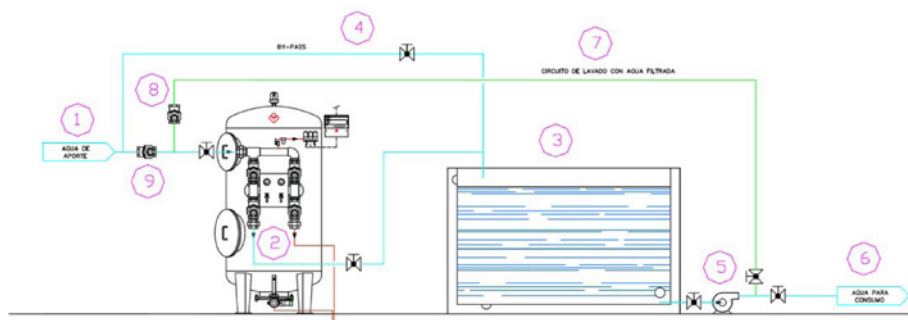 4
BY-PASS
7
CIRCUITO DE LAVADO CON AGUA FILTRADA
8
1
AGUA DE
APORTE
9
3
2
5
6
AGUA PARA
CONSUMO